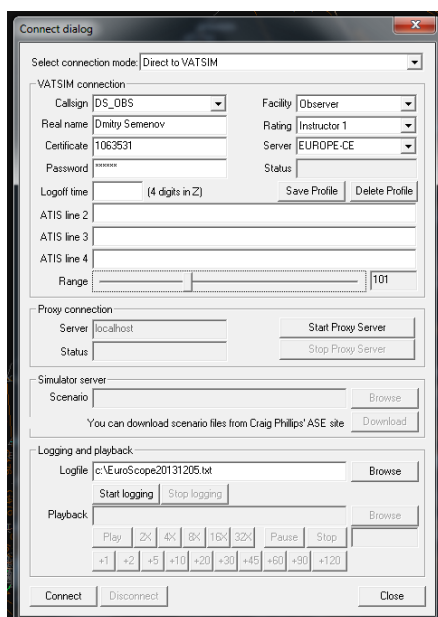 Connect dialog
Select connection mode: Direct to VATSIM
VATSIM connection
Callsign DS_OBS Facility Observer
Real name Dmitry Semenov Rating Instructor 1
Certificate 1063531 Server EUROPE-CE
Password ****** Status
Logoff time (4 digits in Z) Save Profile Delete Profile
ATIS line 2
ATIS line 3
ATIS line 4
Range 101
Proxy connection
Server localhost Start Proxy Server
Status Stop Proxy Server
Simulator server
Scenario Browse
You can download scenario files from Craig Phillips' ASE site Download
Logging and playback
Logfile c:\EuroScope20131205.txt Browse
Start logging Stop logging
Playback Browse
Play 2X 4X 8X 16X 32X Pause Stop
+1 +2 +5 +10 +20 +30 +45 +60 +90 +120
Connect Disconnect Close